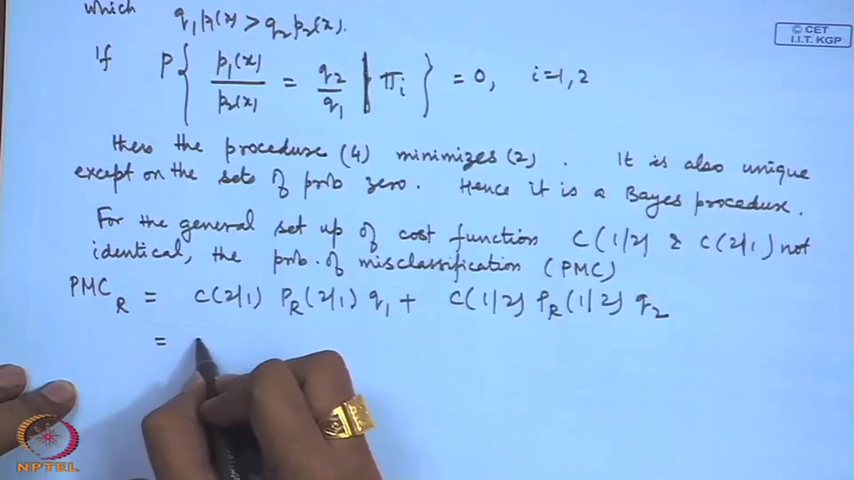 which q₁p₁(x) > q₂p₂(x).
© CET
I.I.T. KGP
If P{ p₁(x)/p₂(x) = q₂/q₁ | πᵢ } = 0, i=1,2
then the procedure (4) minimizes (2). It is also unique
except on the sets of prob zero. Hence it is a Bayes procedure.
For the general set up of cost function C(1|2) & C(2|1) not
identical, the prob. of misclassification (PMC)
PMC_R = C(2|1) P_R(2|1) q₁ + C(1|2) P_R(1|2) q₂
=
NPTEL